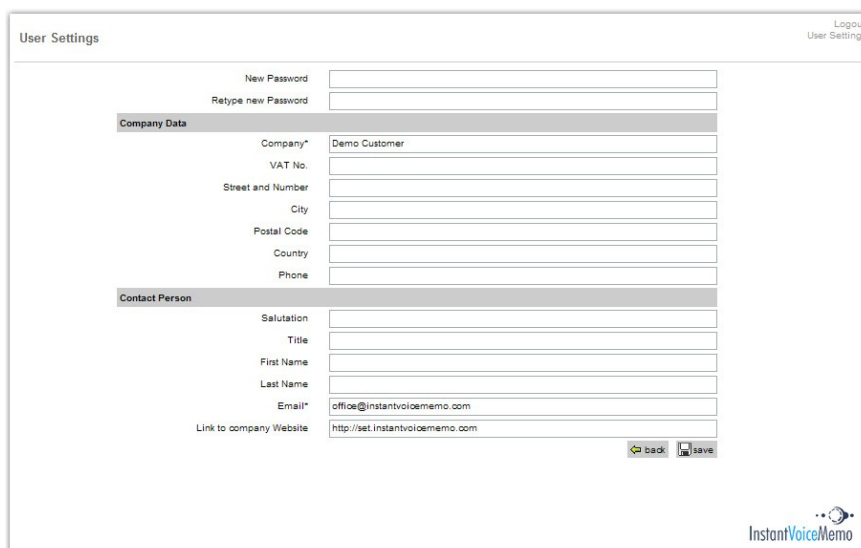 Logou
User Settings
User Setting
New Password
Retype new Password
Company Data
Company* Demo Customer
VAT No.
Street and Number
City
Postal Code
Country
Phone
Contact Person
Salutation
Title
First Name
Last Name
Email* office@instantvoicememo.com
Link to company Website http://set.instantvoicememo.com
back save
InstantVoiceMemo